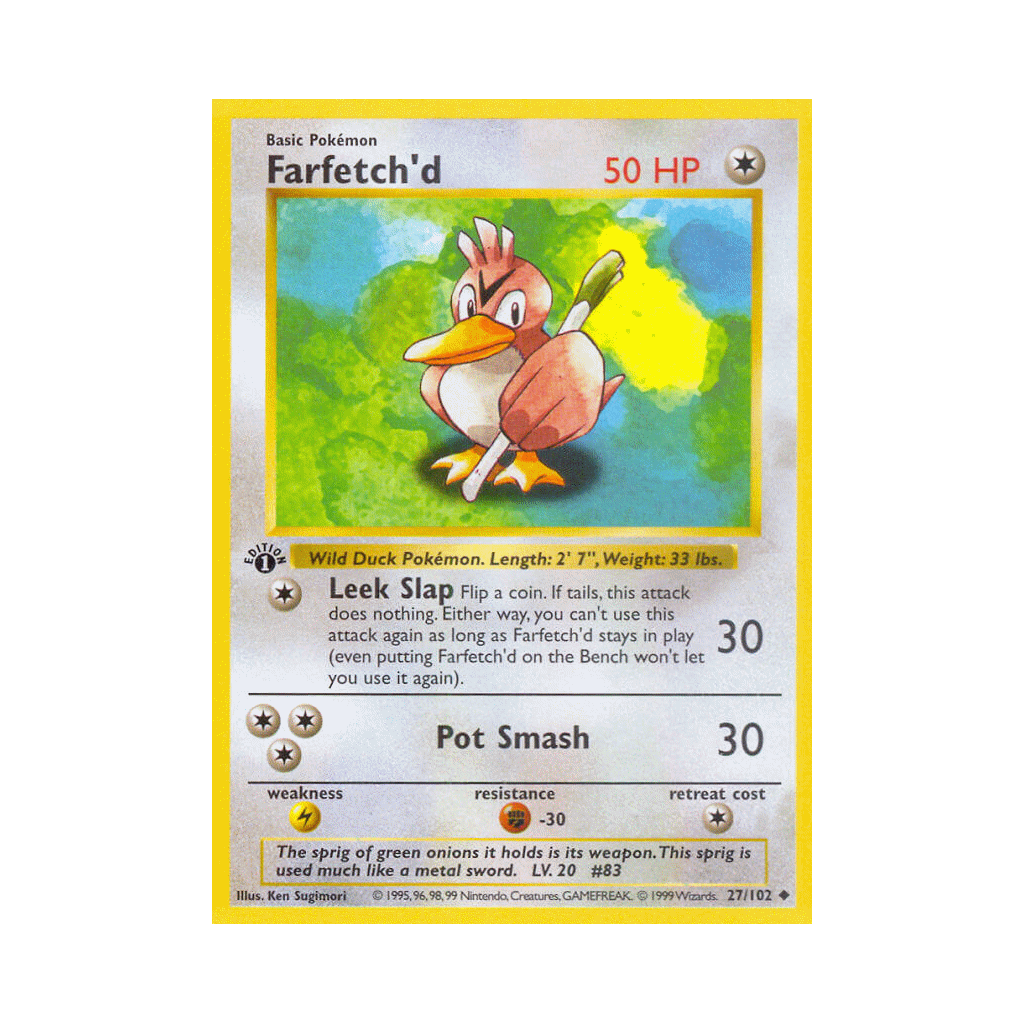 Basic Pokémon
Farfetch'd 50 HP
EDITION 1
Wild Duck Pokémon. Length: 2' 7", Weight: 33 lbs.
Leek Slap Flip a coin. If tails, this attack
does nothing. Either way, you can't use this
attack again as long as Farfetch'd stays in play
(even putting Farfetch'd on the Bench won't let
you use it again).
30
Pot Smash 30
weakness resistance retreat cost
-30
The sprig of green onions it holds is its weapon. This sprig is
used much like a metal sword. LV. 20 #83
Illus. Ken Sugimori © 1995, 96, 98, 99 Nintendo, Creatures, GAMEFREAK. © 1999 Wizards. 27/102